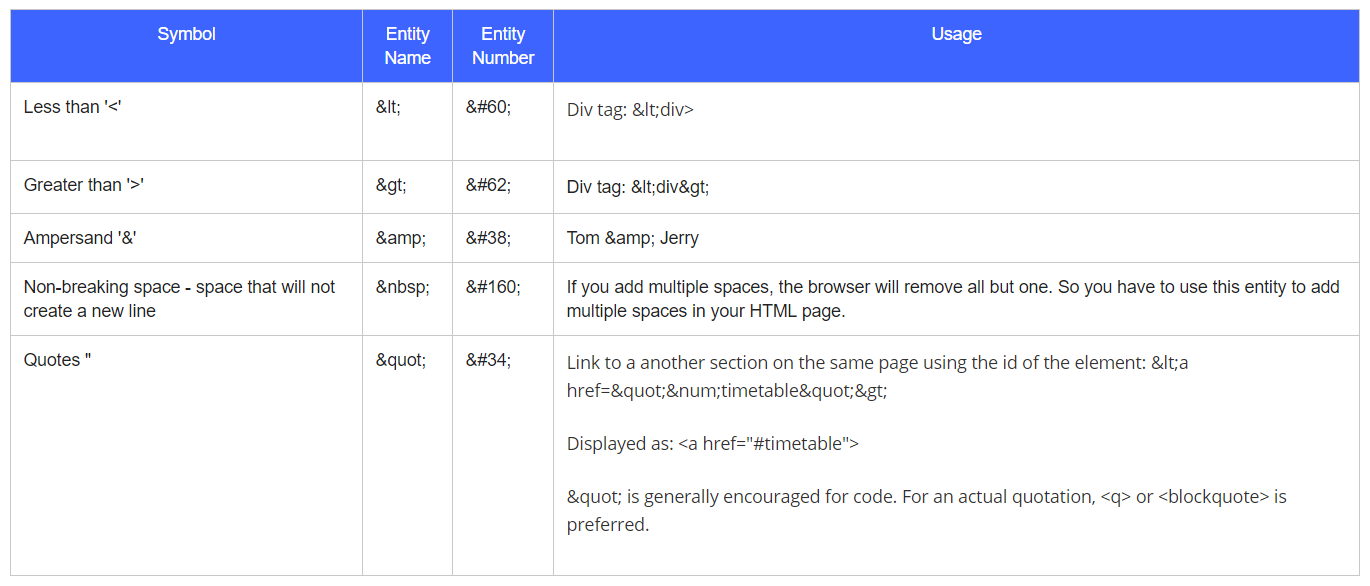 Symbol
Entity
Name
Entity
Number
Usage
Less than '<'
&lt;
&#60;
Div tag: &lt;div>
Greater than '>'
&gt;
&#62;
Div tag: &lt;div&gt;
Ampersand '&'
&amp;
&#38;
Tom &amp; Jerry
Non-breaking space - space that will not
create a new line
&nbsp;
&#160;
If you add multiple spaces, the browser will remove all but one. So you have to use this entity to add
multiple spaces in your HTML page.
Quotes "
&quot;
&#34;
Link to a another section on the same page using the id of the element: &lt;a
href=&quot;&num;timetable&quot;&gt;
Displayed as: <a href="#timetable">
&quot; is generally encouraged for code. For an actual quotation, <q> or <blockquote> is
preferred.